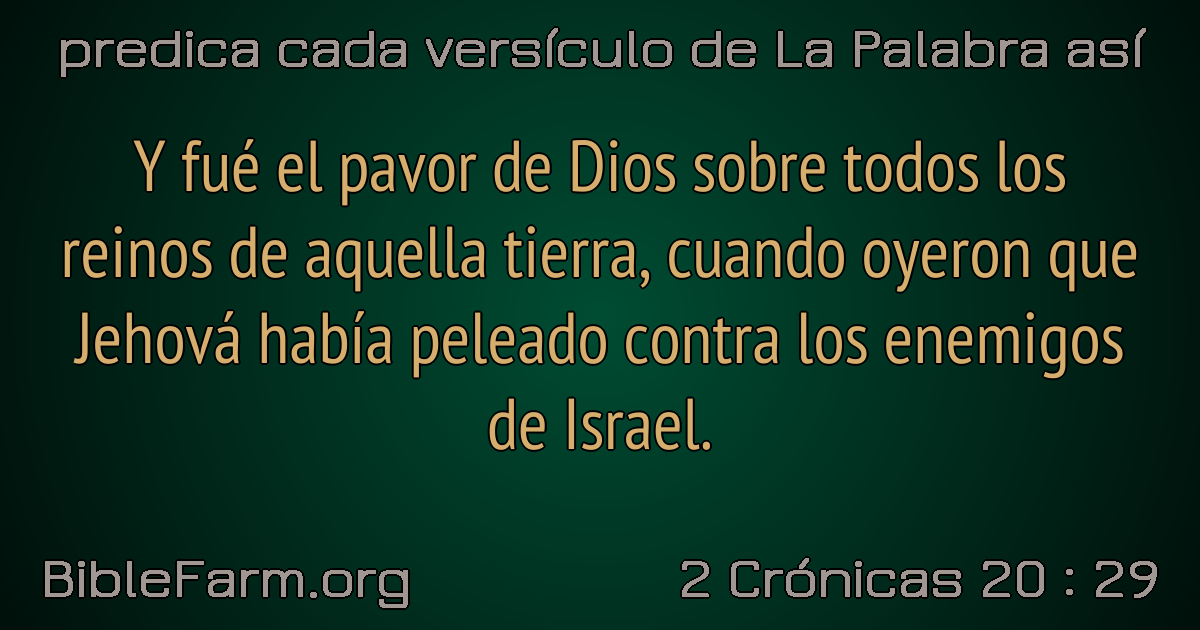 predica cada versículo de La Palabra así
Y fué el pavor de Dios sobre todos los
reinos de aquella tierra, cuando oyeron que
Jehová había peleado contra los enemigos
de Israel.
BibleFarm.org
2 Crónicas 20 : 29